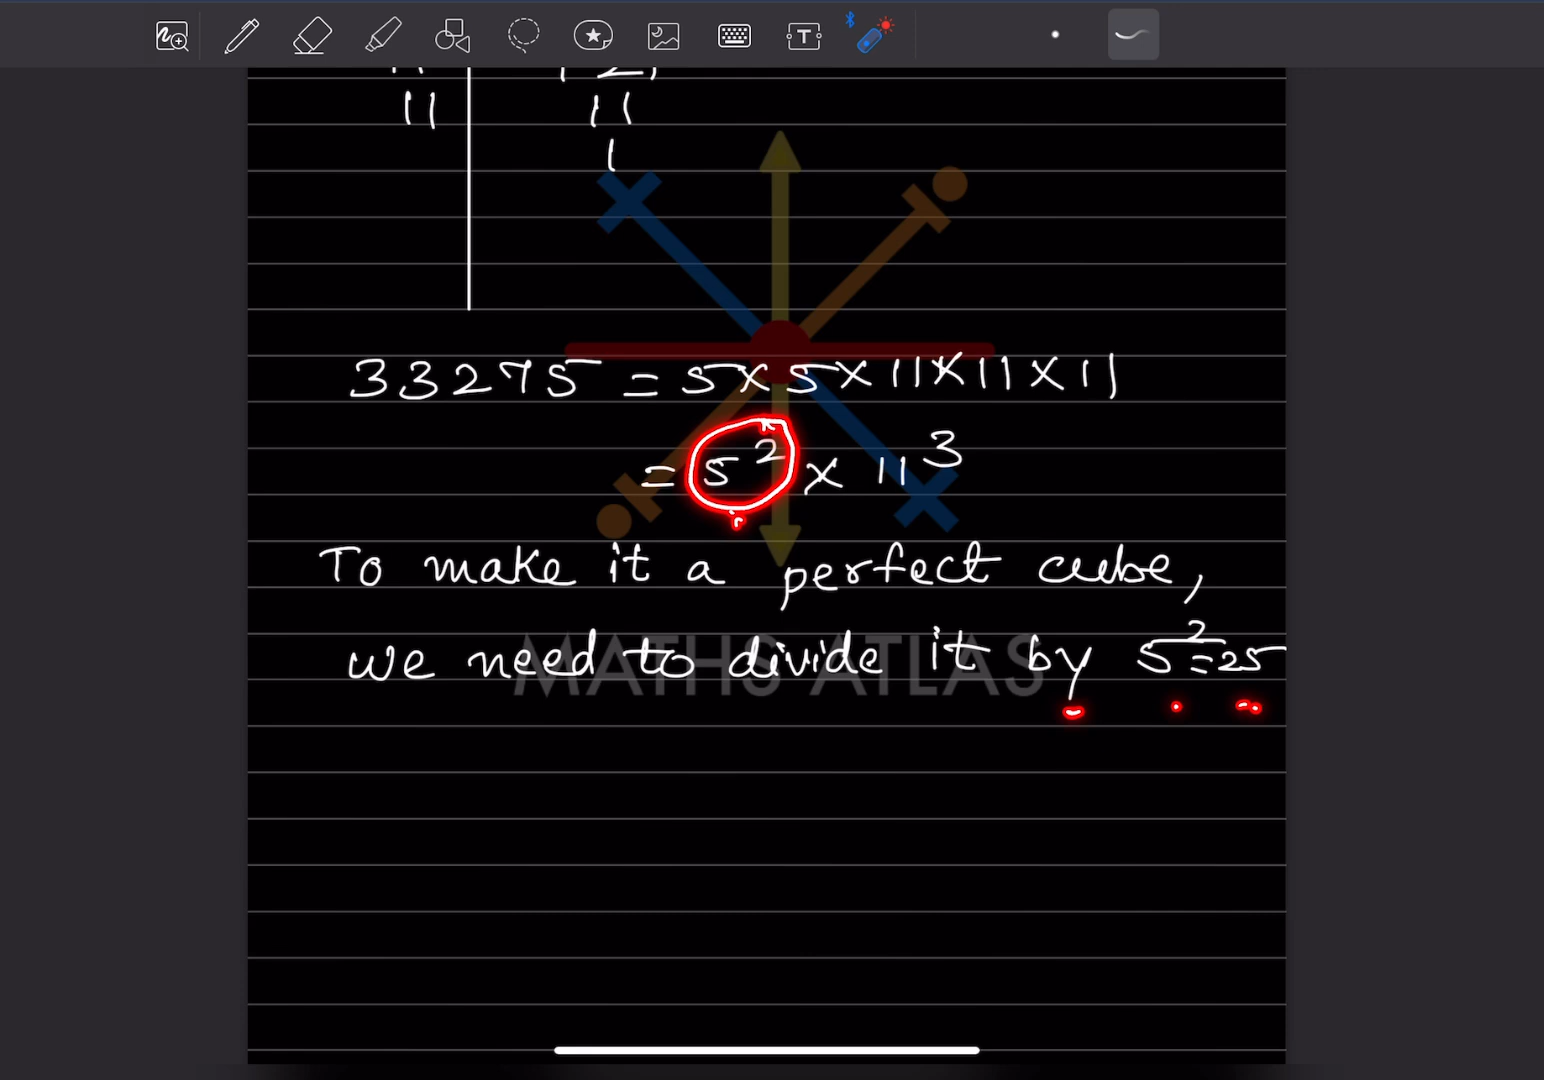 11 | 11
1
33275 = 5 × 5 × 11 × 11 × 11
= 5² × 11³
To make it a perfect cube,
we need to divide it by 5² = 25
MATHS ATLAS